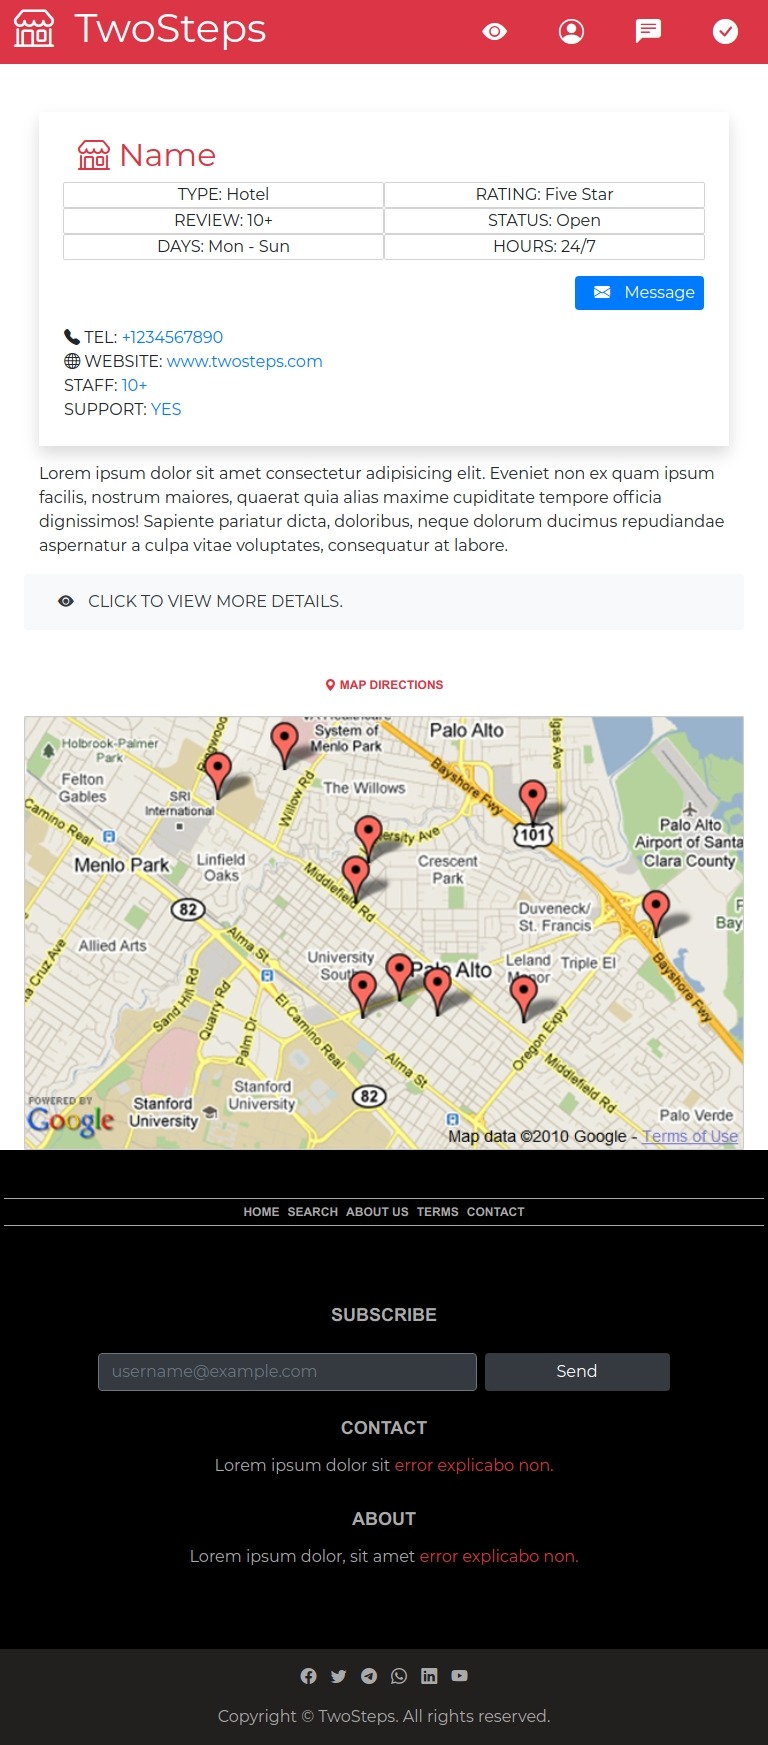 TwoSteps
Name
TYPE: Hotel
RATING: Five Star
REVIEW: 10+
STATUS: Open
DAYS: Mon - Sun
HOURS: 24/7
Message
TEL: +1234567890
WEBSITE: www.twosteps.com
STAFF: 10+
SUPPORT: YES
Lorem ipsum dolor sit amet consectetur adipisicing elit. Eveniet non ex quam ipsum
facilis, nostrum maiores, quaerat quia alias maxime cupiditate tempore officia
dignissimos! Sapiente pariatur dicta, doloribus, neque dolorum ducimus repudiandae
aspernatur a culpa vitae voluptates, consequatur at labore.
CLICK TO VIEW MORE DETAILS.
MAP DIRECTIONS
System of
Menlo Park
Palo Alto
Holbrook-Palmer
Park
Felton
Gables
SRI
International
Willow Rd
The Willows
Bayshore Fwy
101
Palo Alto
Airport of Santa
Clara County
Camino Real
Menlo Park
Linfield
Oaks
Crescent
Park
Middlefield Rd
82
Duveneck/
St. Francis
Bay
Allied Arts
Alma St
University
South
Palo Alto
Leland
Manor
Triple El
Bayshore Fwy
Sand Hill Rd
Quarry Rd
Palm Dr
El Camino Real
Alma St
Oregon Expy
Middlefield Rd
Stanford
University
82
POWERED BY
Google
Stanford
University
Palo Verde
Map data ©2010 Google - Terms of Use
HOME SEARCH ABOUT US TERMS CONTACT
SUBSCRIBE
username@example.com
Send
CONTACT
Lorem ipsum dolor sit error explicabo non.
ABOUT
Lorem ipsum dolor, sit amet error explicabo non.
Copyright © TwoSteps. All rights reserved.